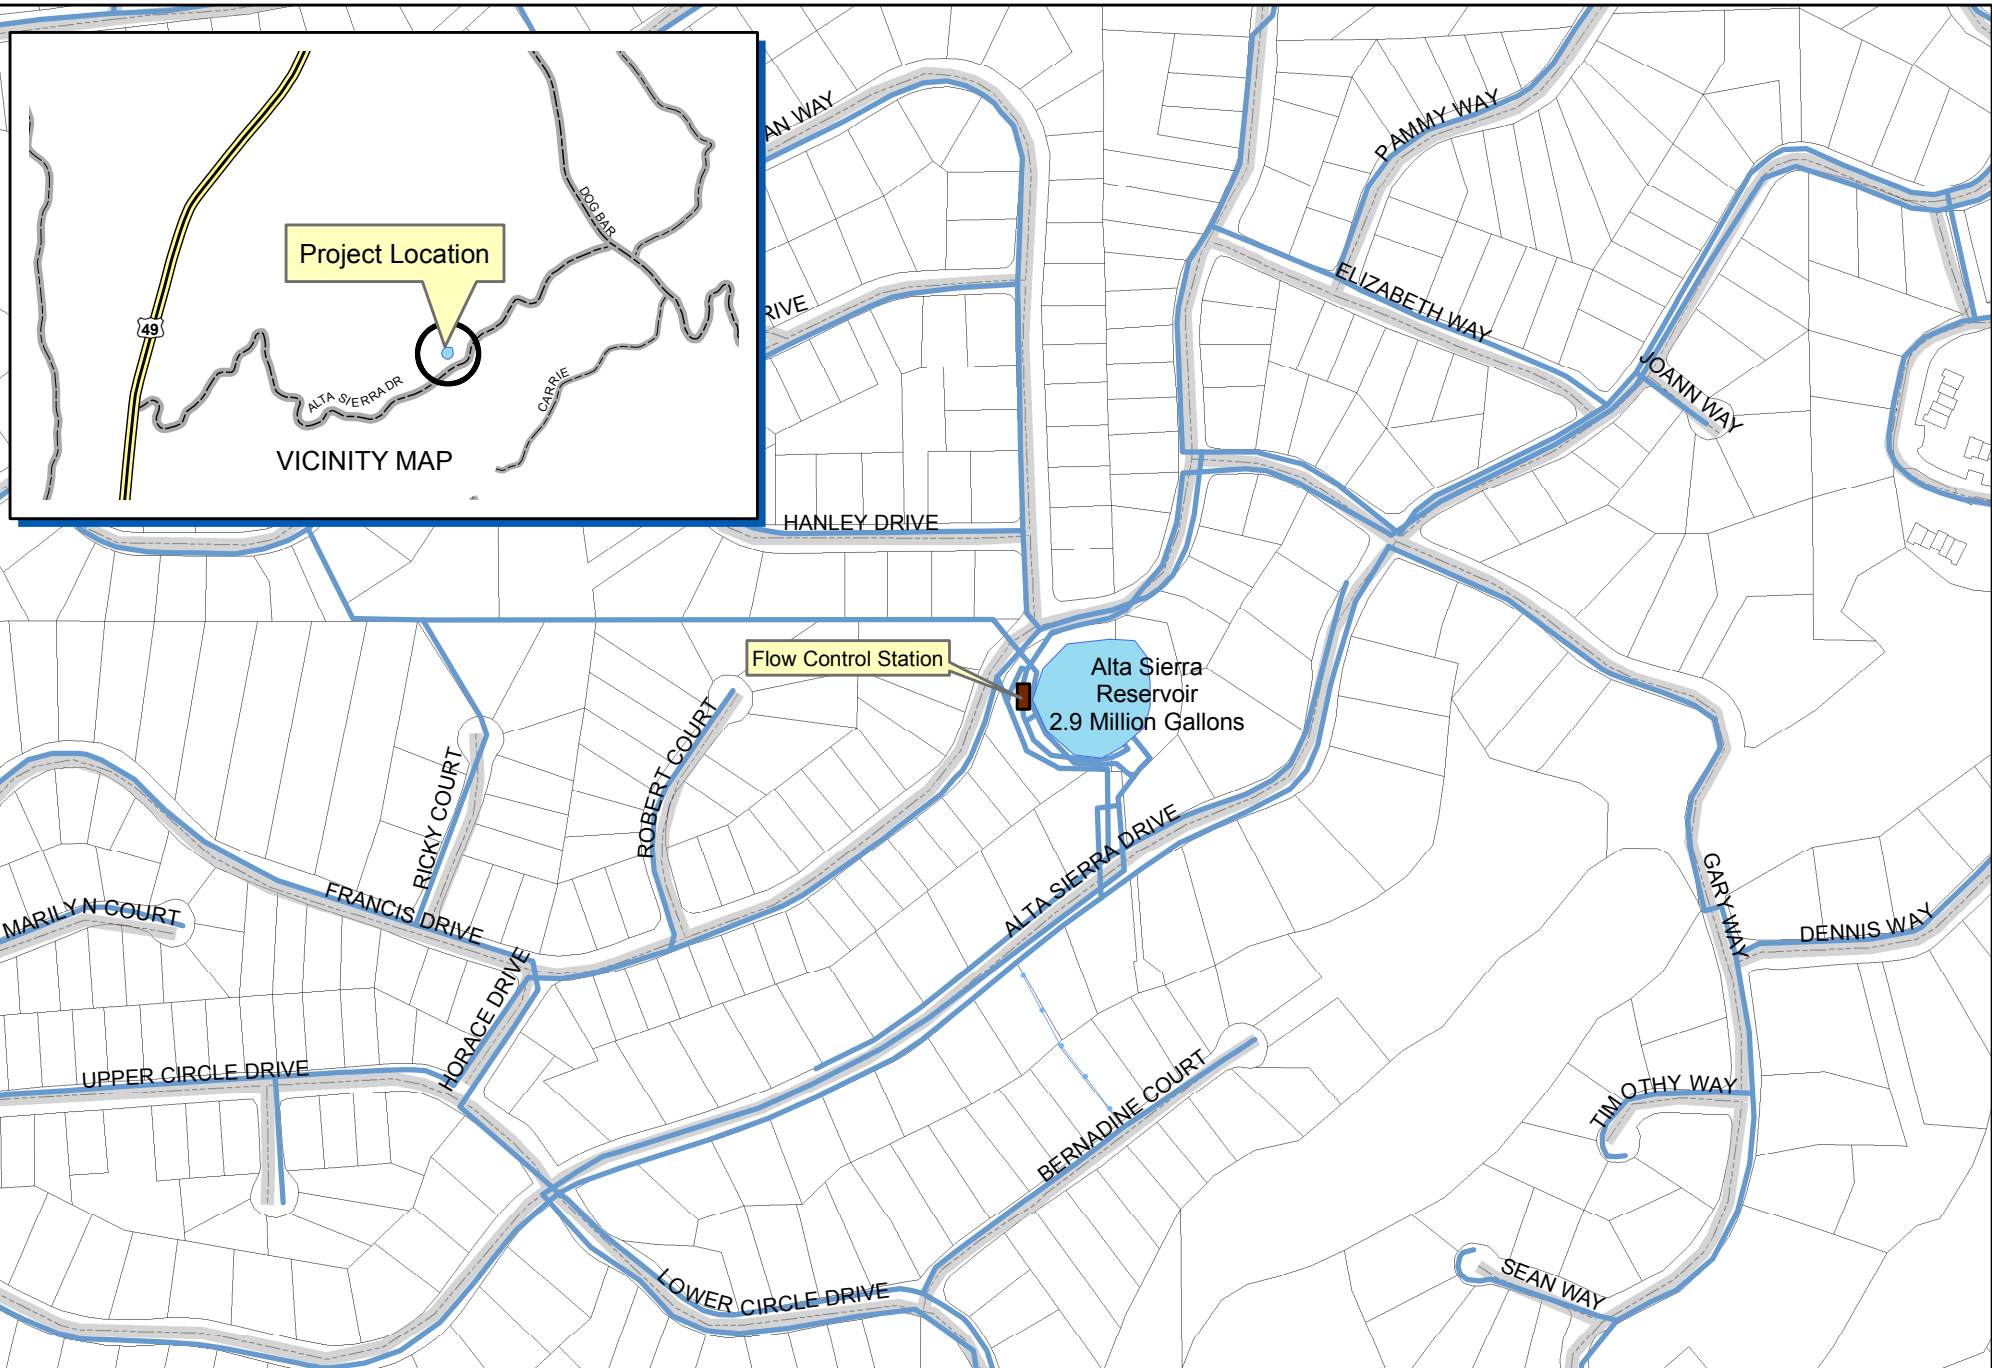 AN WAY
PAMMY WAY
DOG BAR
Project Location
49
RIVE
ELIZABETH WAY
JOANN WAY
ALTA SIERRA DR
CARRIE
VICINITY MAP
HANLEY DRIVE
Flow Control Station
Alta Sierra
Reservoir
2.9 Million Gallons
ROBERT COURT
RICKY COURT
ALTA SIERRA DRIVE
GARY WAY
FRANCIS DRIVE
MARILYN COURT
DENNIS WAY
HORACE DRIVE
UPPER CIRCLE DRIVE
BERNADINE COURT
TIMOTHY WAY
SEAN WAY
LOWER CIRCLE DRIVE